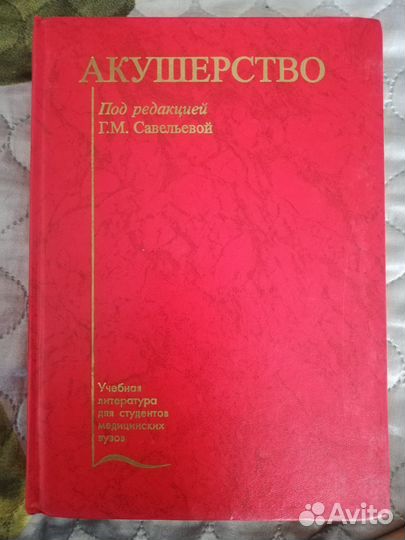 АКУШЕРСТВО
Под редакцией
Г.М. Савельевой
Учебная
литература
для студентов
медицинских
вузов
Avito